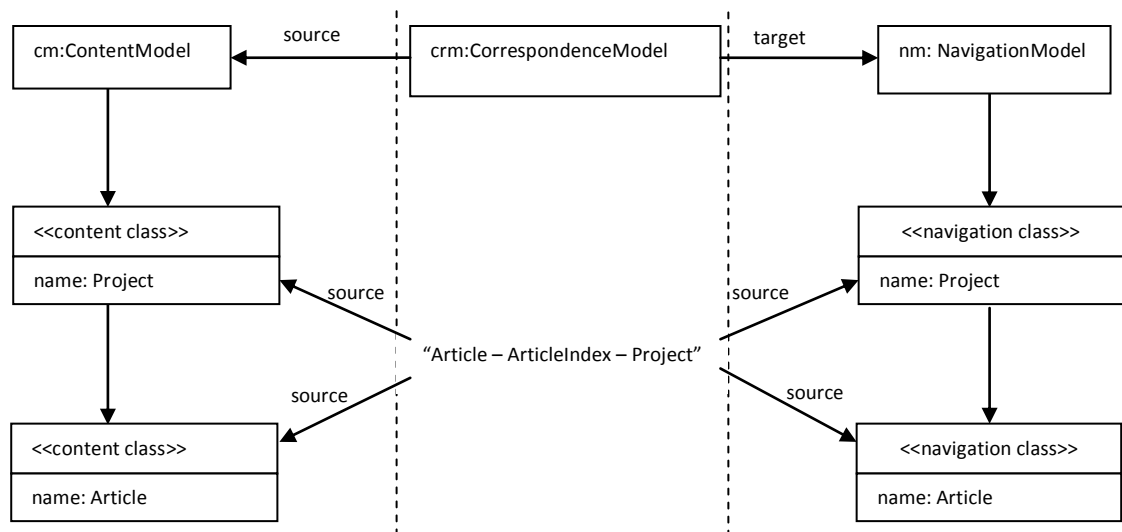 source
target
cm:ContentModel
crm:CorrespondenceModel
nm: NavigationModel
<<content class>>
<<navigation class>>
name: Project
name: Project
source
source
“Article – ArticleIndex – Project”
source
source
<<content class>>
<<navigation class>>
name: Article
name: Article